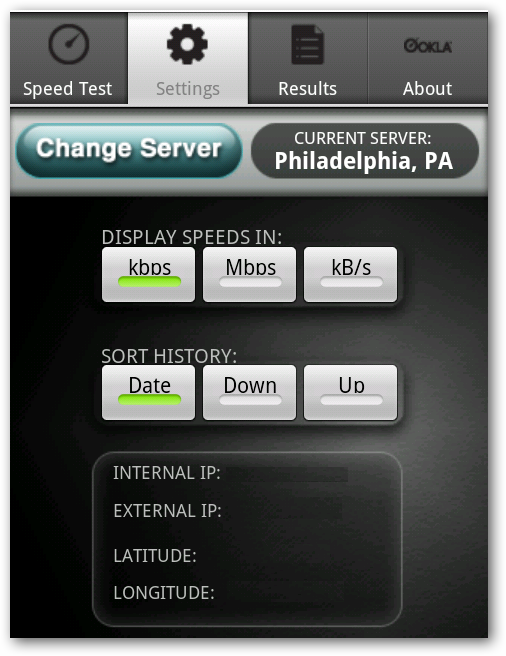 OOKLA
Speed Test
Settings
Results
About
Change Server
CURRENT SERVER:
Philadelphia, PA
DISPLAY SPEEDS IN:
kbps
Mbps
kB/s
SORT HISTORY:
Date
Down
Up
INTERNAL IP:
EXTERNAL IP:
LATITUDE:
LONGITUDE: